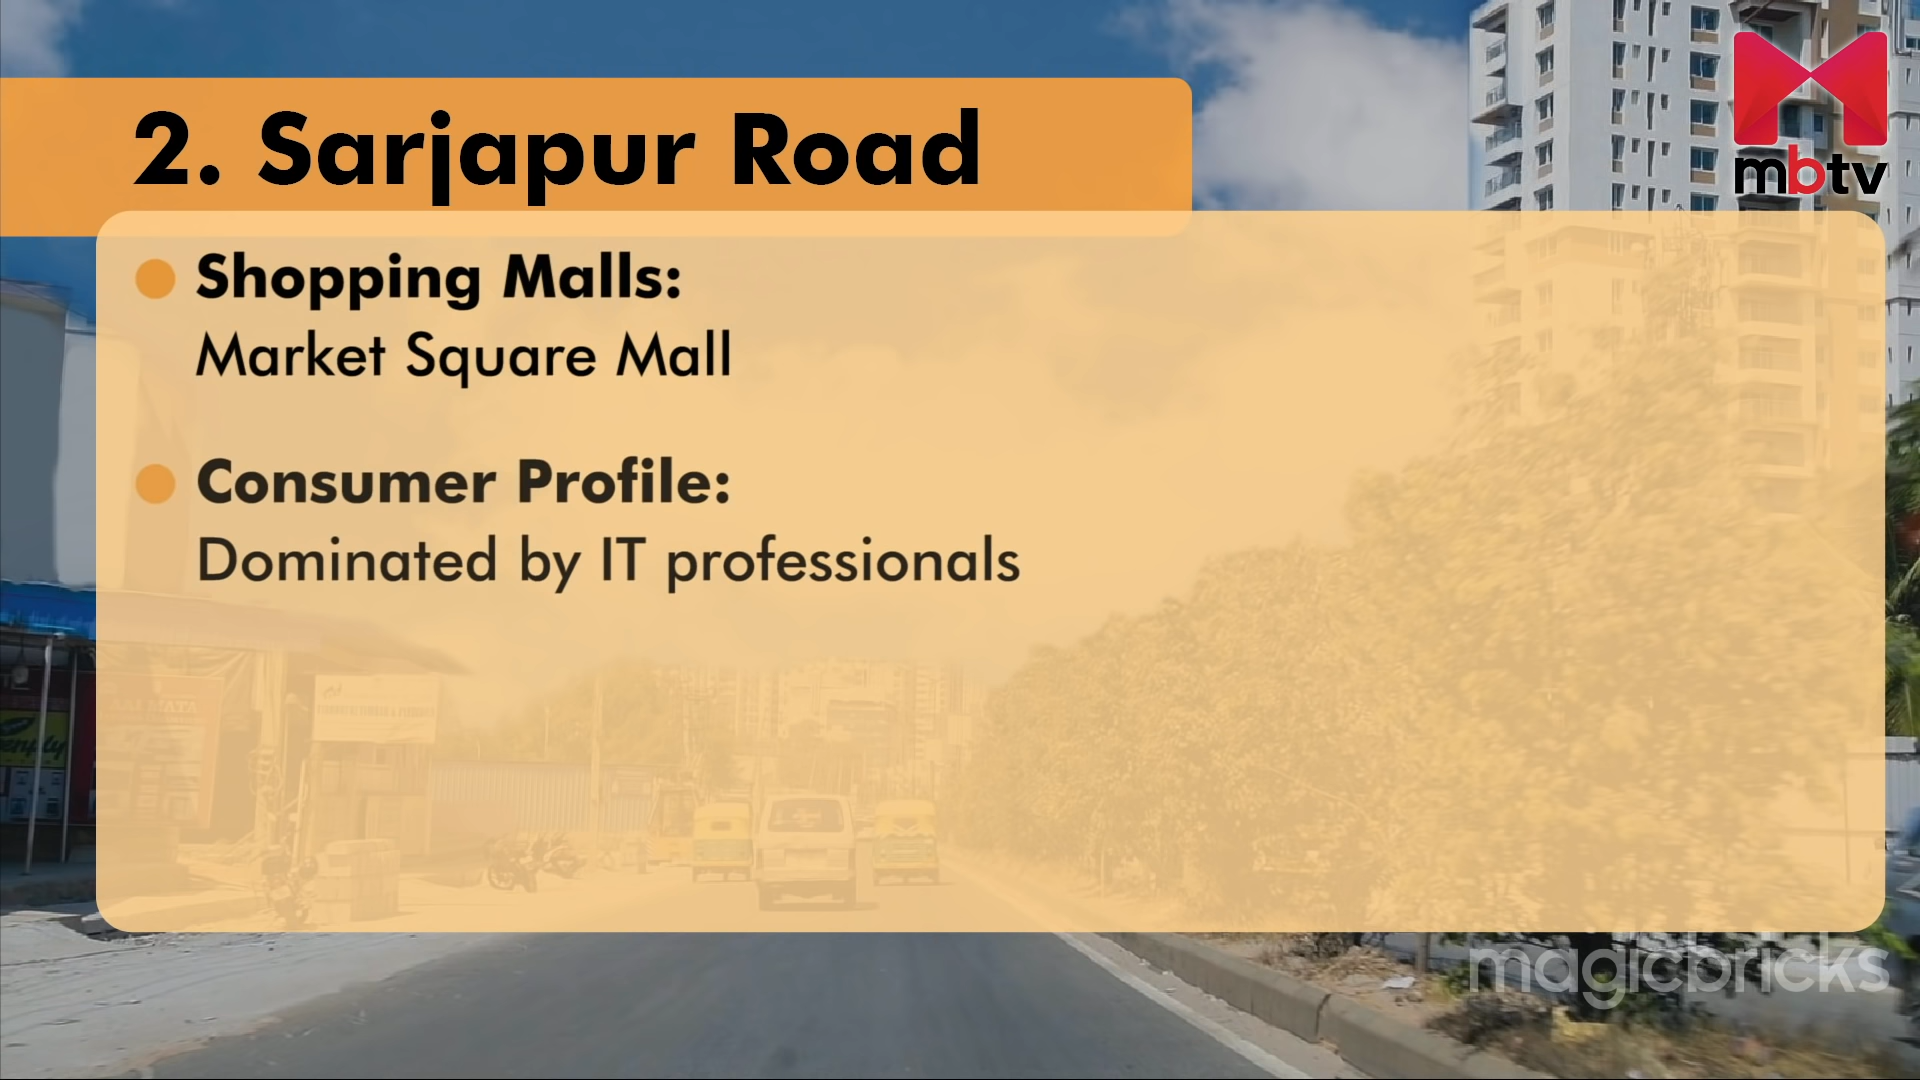 2. Sarjapur Road
mbtv
Shopping Malls:
Market Square Mall
Consumer Profile:
Dominated by IT professionals
magicbricks